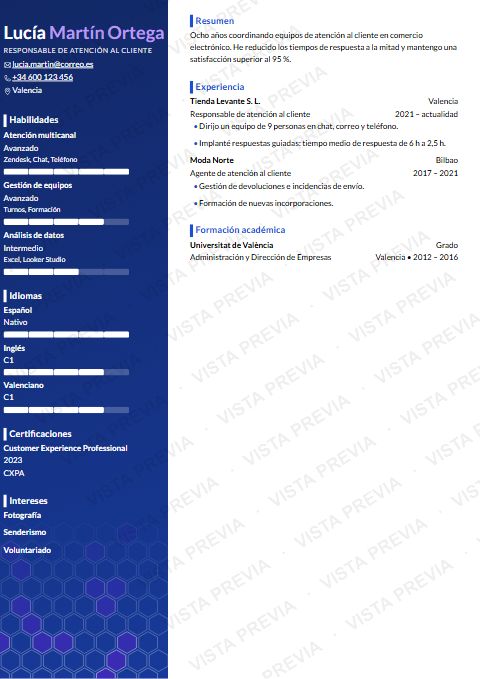 Lucía Martín Ortega
RESPONSABLE DE ATENCIÓN AL CLIENTE
lucia.martin@correo.es
+34 600 123 456
Valencia
Habilidades
Atención multicanal
Avanzado
Zendesk, Chat, Teléfono
Gestión de equipos
Avanzado
Turnos, Formación
Análisis de datos
Intermedio
Excel, Looker Studio
Idiomas
Español
Nativo
Inglés
C1
Valenciano
C1
Certificaciones
Customer Experience Professional
2023
CXPA
Intereses
Fotografía
Senderismo
Voluntariado
Resumen
Ocho años coordinando equipos de atención al cliente en comercio
electrónico. He reducido los tiempos de respuesta a la mitad y mantengo una
satisfacción superior al 95 %.
Experiencia
Tienda Levante S. L. Valencia
Responsable de atención al cliente 2021 – actualidad
• Dirijo un equipo de 9 personas en chat, correo y teléfono.
• Implanté respuestas guiadas: tiempo medio de respuesta de 6 h a 2,5 h.
Moda Norte Bilbao
Agente de atención al cliente 2017 – 2021
• Gestión de devoluciones e incidencias de envío.
• Formación de nuevas incorporaciones.
Formación académica
Universitat de València Grado
Administración y Dirección de Empresas Valencia • 2012 – 2016
VISTA PREVIA